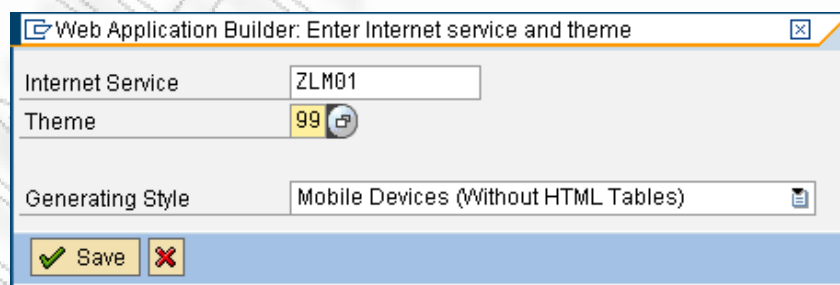 Web Application Builder: Enter Internet service and theme
Internet Service ZLM01
Theme 99
Generating Style Mobile Devices (Without HTML Tables)
Save